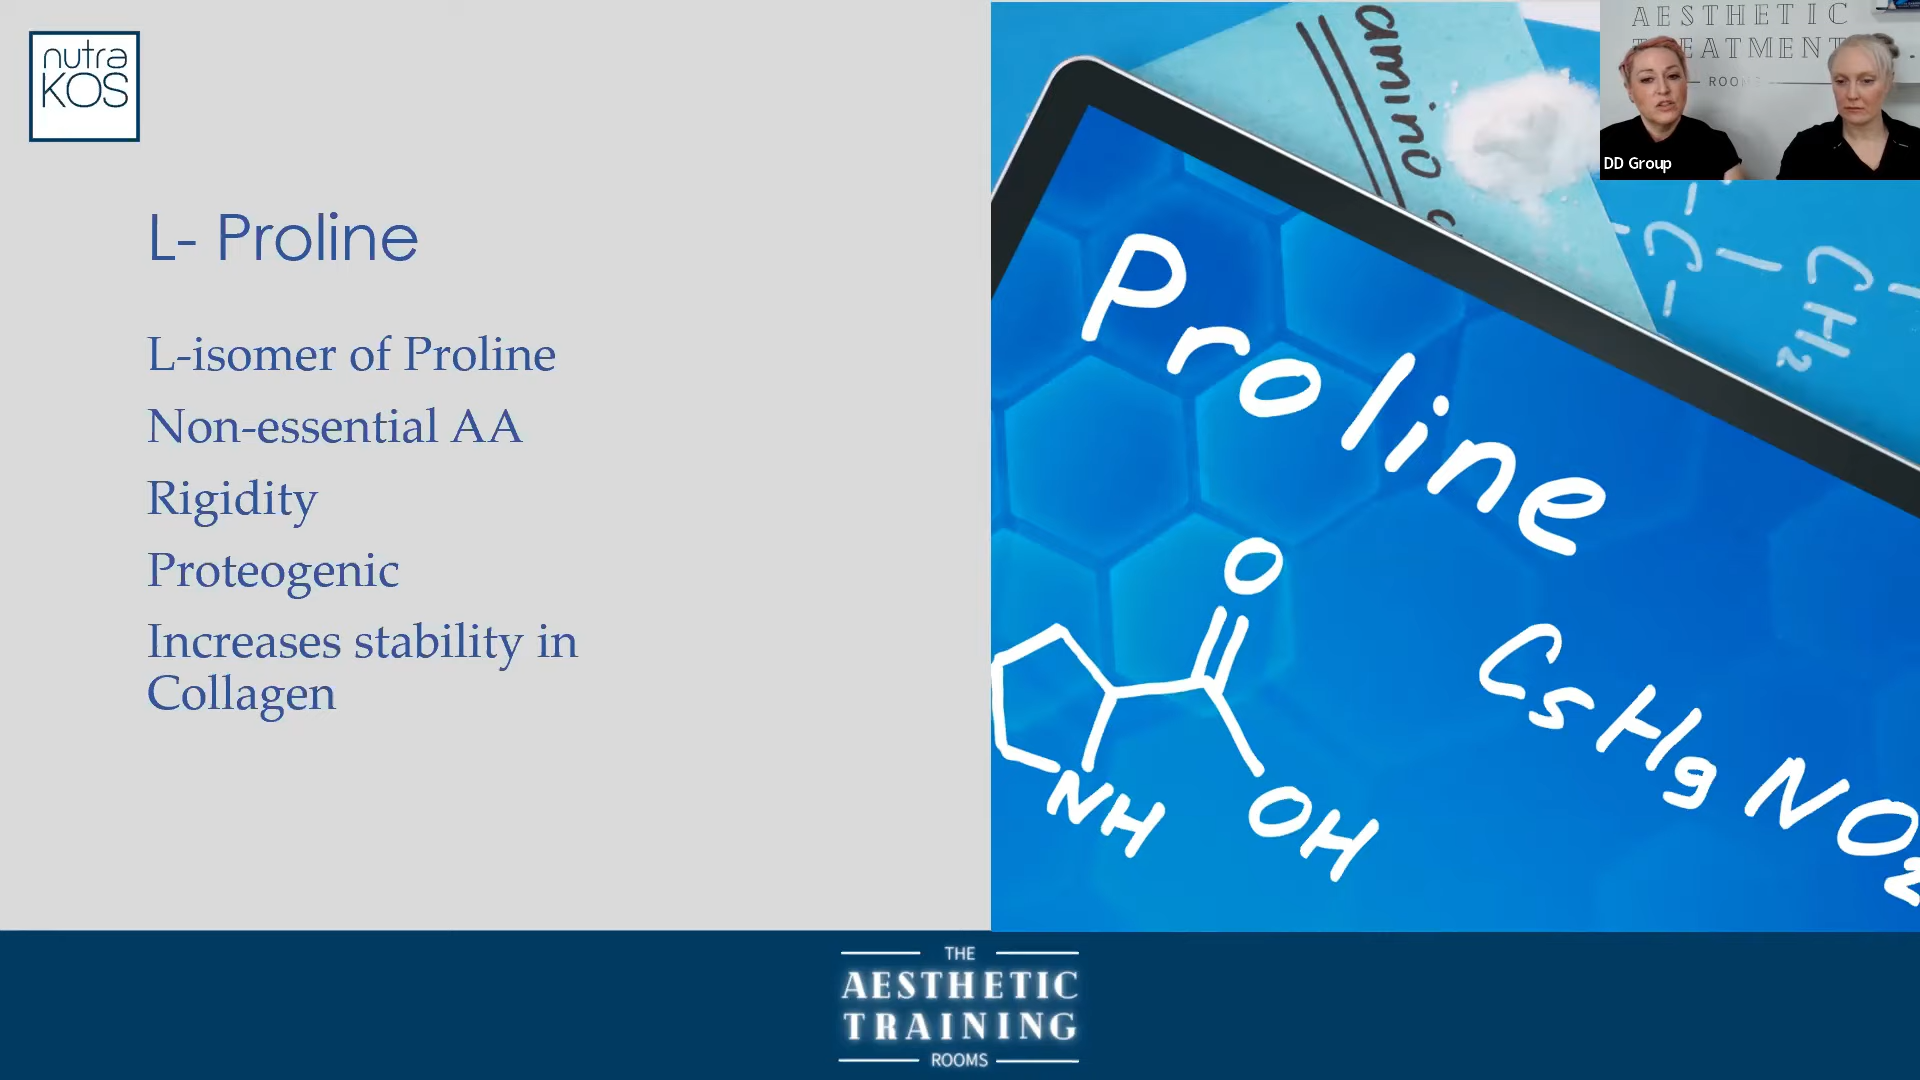 nutra
KOS
L- Proline
L-isomer of Proline
Non-essential AA
Rigidity
Proteogenic
Increases stability in
Collagen
amino
Proline
O
NH
OH
C5H9NO2
C
CH2
AESTHETIC
TREATMENT
DD Group
THE
AESTHETIC
TRAINING
ROOMS